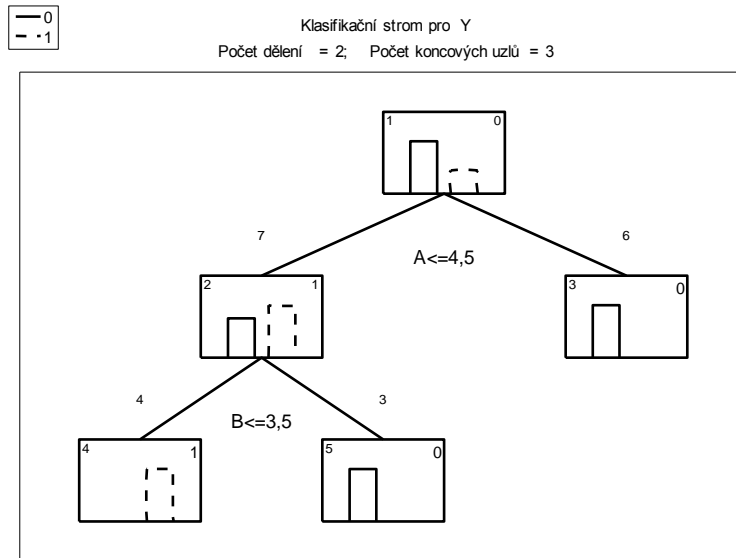 0
1
Klasifikační strom pro Y
Počet dělení = 2; Počet koncových uzlů = 3
1 0
7 6
A<=4,5
2 1 3 0
4 3
B<=3,5
4 1 5 0